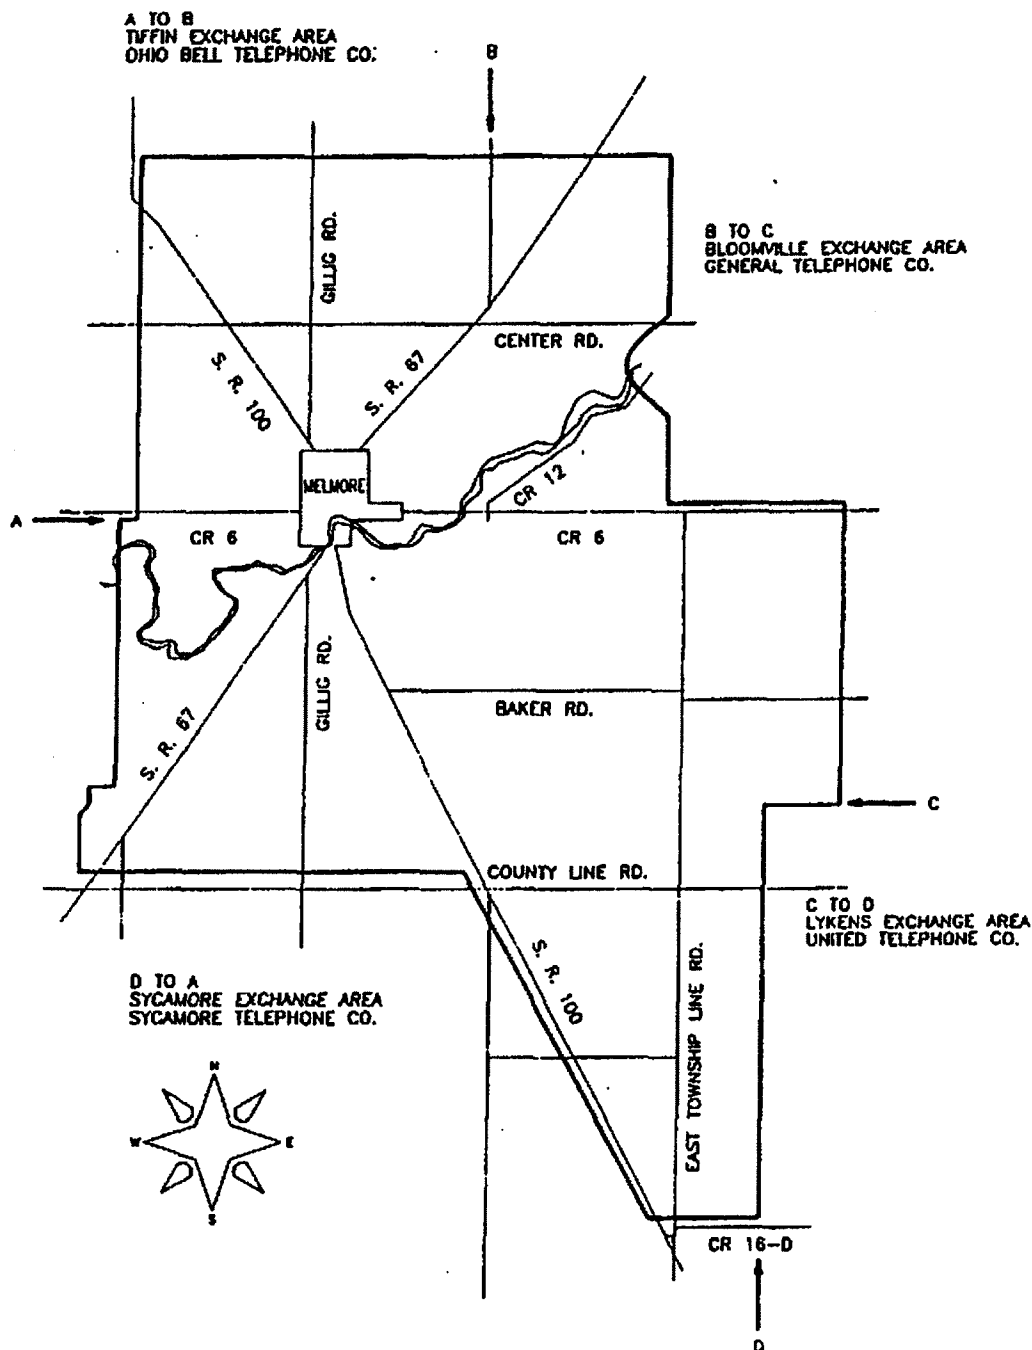 A TO B
TIFFIN EXCHANGE AREA
OHIO BELL TELEPHONE CO.
B
B TO C
BLOOMVILLE EXCHANGE AREA
GENERAL TELEPHONE CO.
GILLIG RD.
CENTER RD.
S. R. 100
S. R. 67
MELMORE
CR 12
A
CR 6
CR 6
GILLIG RD.
BAKER RD.
S. R. 67
C
COUNTY LINE RD.
C TO D
LYKENS EXCHANGE AREA
UNITED TELEPHONE CO.
S. R. 100
EAST TOWNSHIP LINE RD.
D TO A
SYCAMORE EXCHANGE AREA
SYCAMORE TELEPHONE CO.
N
W
E
S
CR 16-D
D